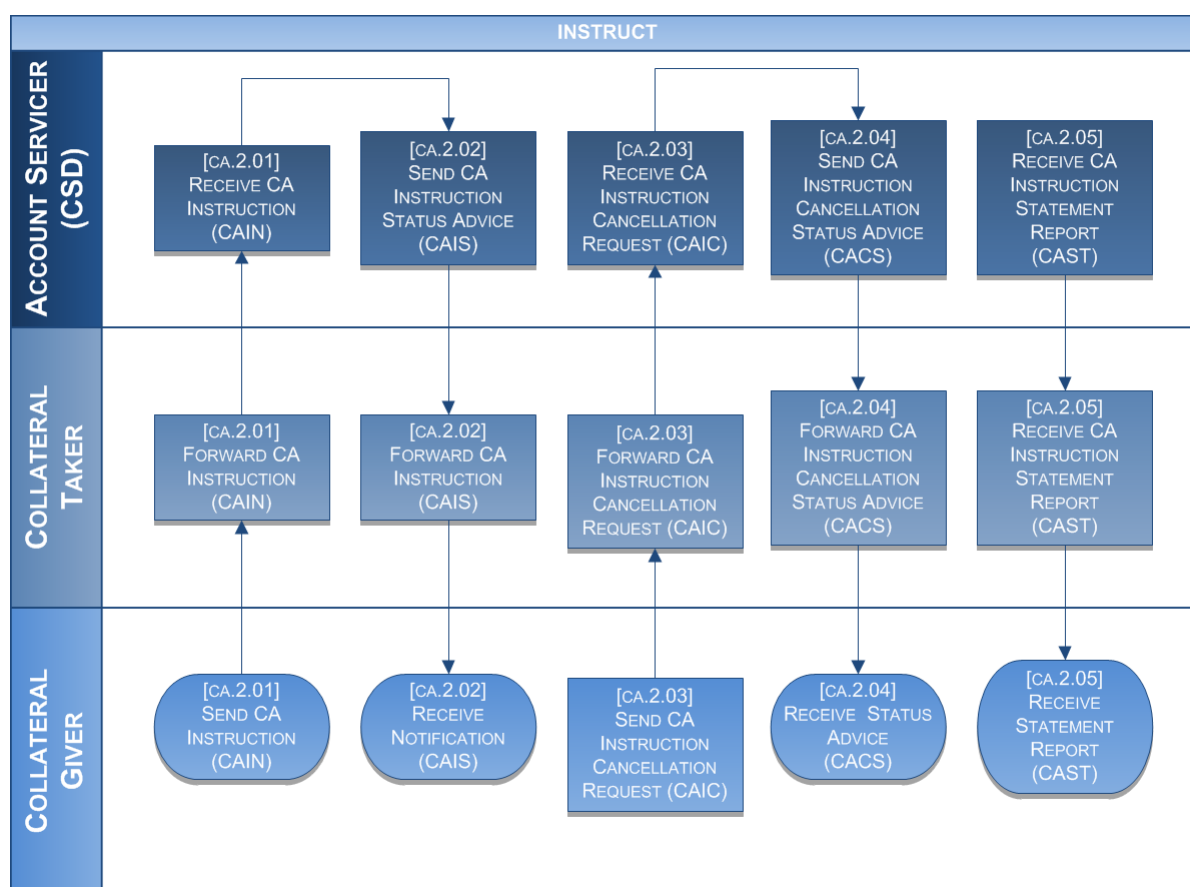 INSTRUCT
ACCOUNT SERVICER
(CSD)
[CA.2.01]
RECEIVE CA
INSTRUCTION
(CAIN)
[CA.2.02]
SEND CA
INSTRUCTION
STATUS ADVICE
(CAIS)
[CA.2.03]
RECEIVE CA
INSTRUCTION
CANCELLATION
REQUEST (CAIC)
[CA.2.04]
SEND CA
INSTRUCTION
CANCELLATION
STATUS ADVICE
(CACS)
[CA.2.05]
RECEIVE CA
INSTRUCTION
STATEMENT
REPORT
(CAST)
COLLATERAL
TAKER
[CA.2.01]
FORWARD CA
INSTRUCTION
(CAIN)
[CA.2.02]
FORWARD CA
INSTRUCTION
(CAIS)
[CA.2.03]
FORWARD CA
INSTRUCTION
CANCELLATION
REQUEST (CAIC)
[CA.2.04]
FORWARD CA
INSTRUCTION
CANCELLATION
STATUS ADVICE
(CACS)
[CA.2.05]
RECEIVE CA
INSTRUCTION
STATEMENT
REPORT
(CAST)
COLLATERAL
GIVER
[CA.2.01]
SEND CA
INSTRUCTION
(CAIN)
[CA.2.02]
RECEIVE
NOTIFICATION
(CAIS)
[CA.2.03]
SEND CA
INSTRUCTION
CANCELLATION
REQUEST (CAIC)
[CA.2.04]
RECEIVE STATUS
ADVICE
(CACS)
[CA.2.05]
RECEIVE
STATEMENT
REPORT
(CAST)